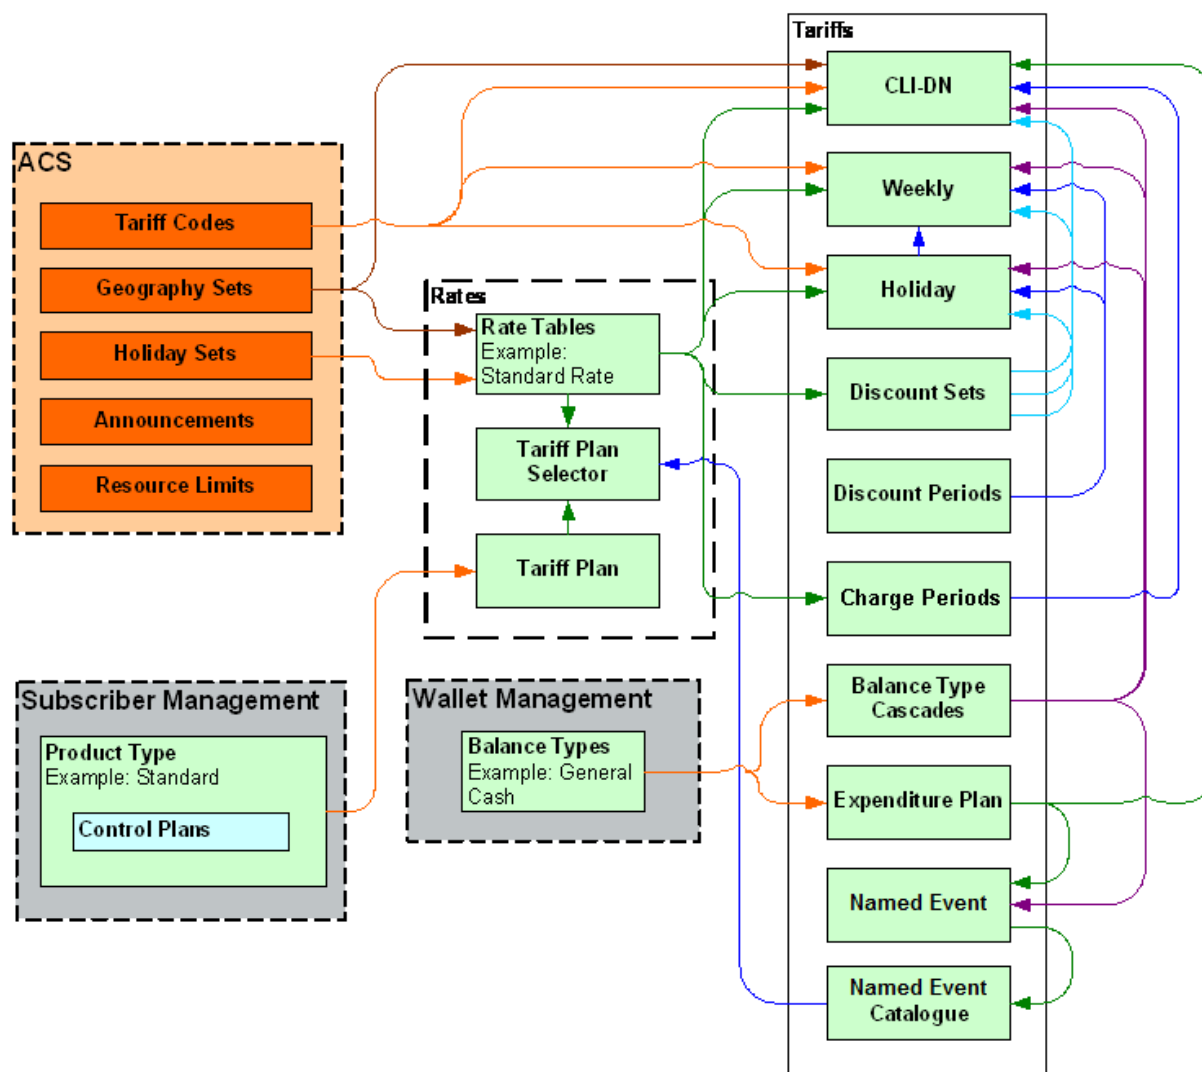 Tariffs
CLI-DN
Weekly
Holiday
Discount Sets
Discount Periods
Charge Periods
Balance Type
Cascades
Expenditure Plan
Named Event
Named Event
Catalogue
ACS
Tariff Codes
Geography Sets
Holiday Sets
Announcements
Resource Limits
Rates
Rate Tables
Example:
Standard Rate
Tariff Plan
Selector
Tariff Plan
Subscriber Management
Product Type
Example: Standard
Control Plans
Wallet Management
Balance Types
Example: General
Cash